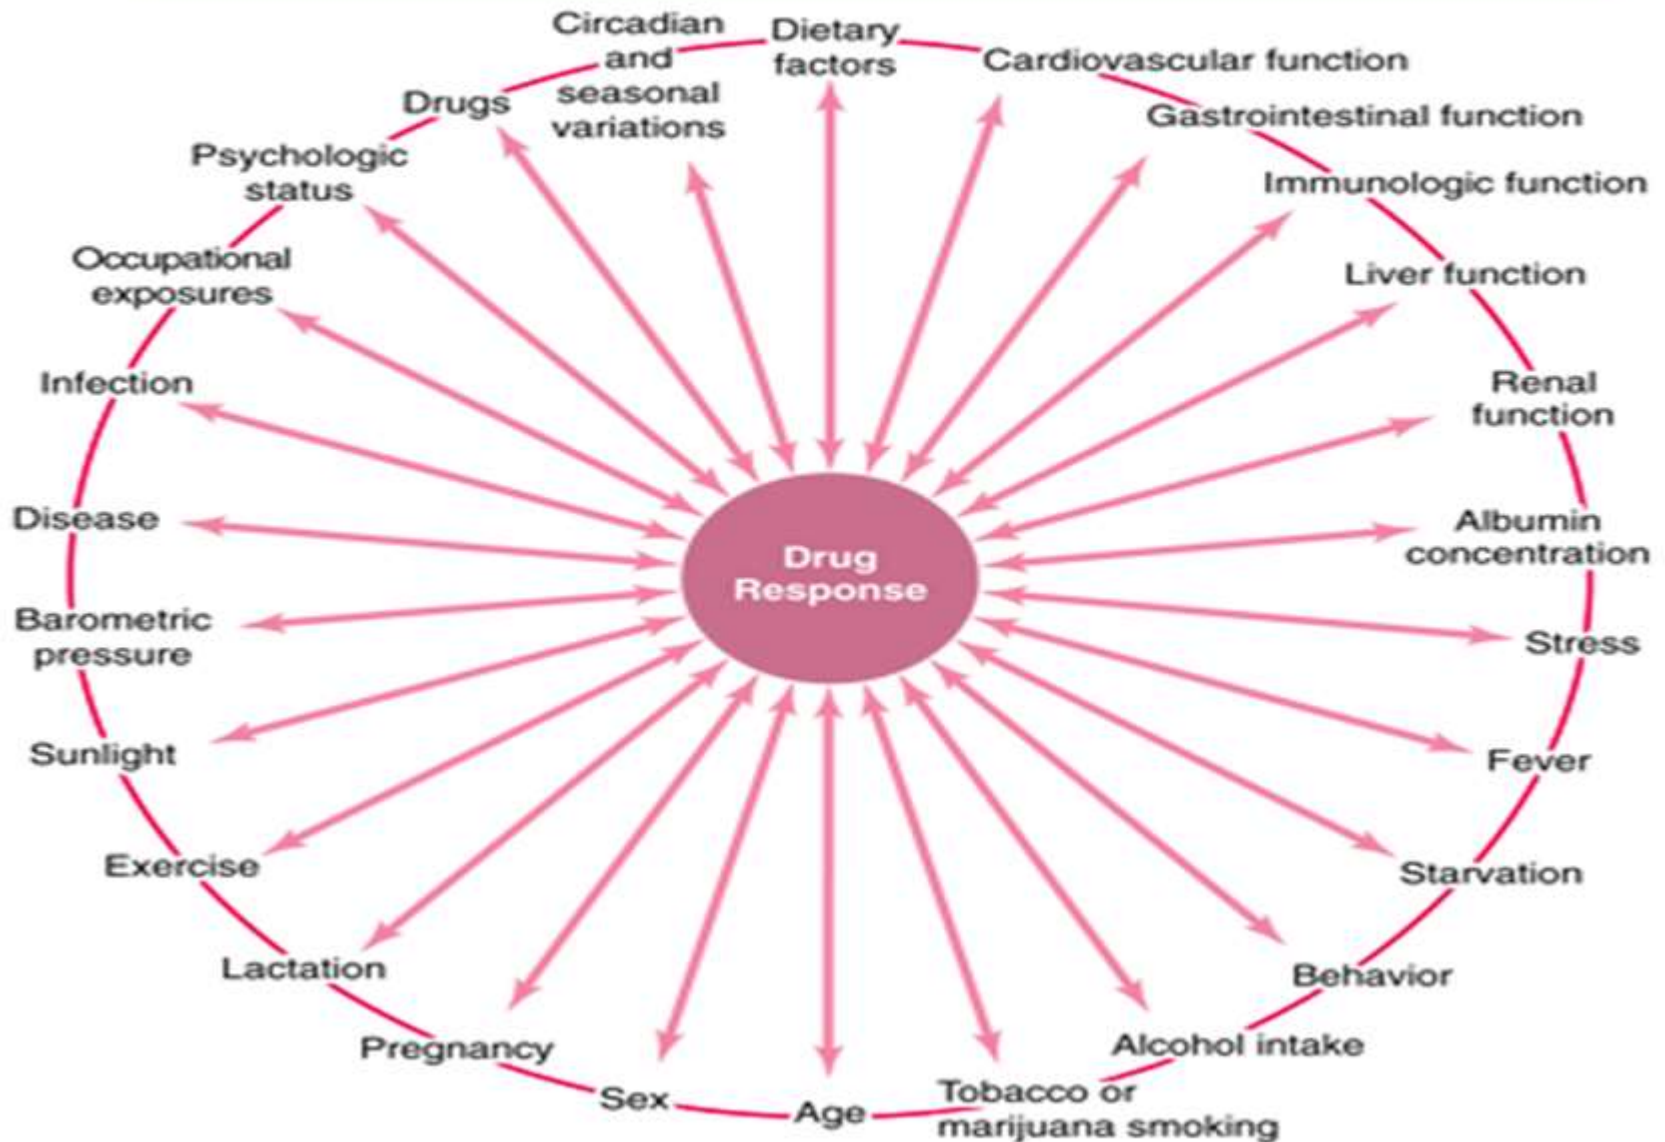 Circadian
and
seasonal
variations
Dietary
factors
Cardiovascular function
Gastrointestinal function
Immunologic function
Liver function
Renal
function
Albumin
concentration
Stress
Fever
Starvation
Behavior
Alcohol intake
Tobacco or
marijuana smoking
Age
Sex
Pregnancy
Lactation
Exercise
Sunlight
Barometric
pressure
Disease
Infection
Occupational
exposures
Psychologic
status
Drugs
Drug
Response